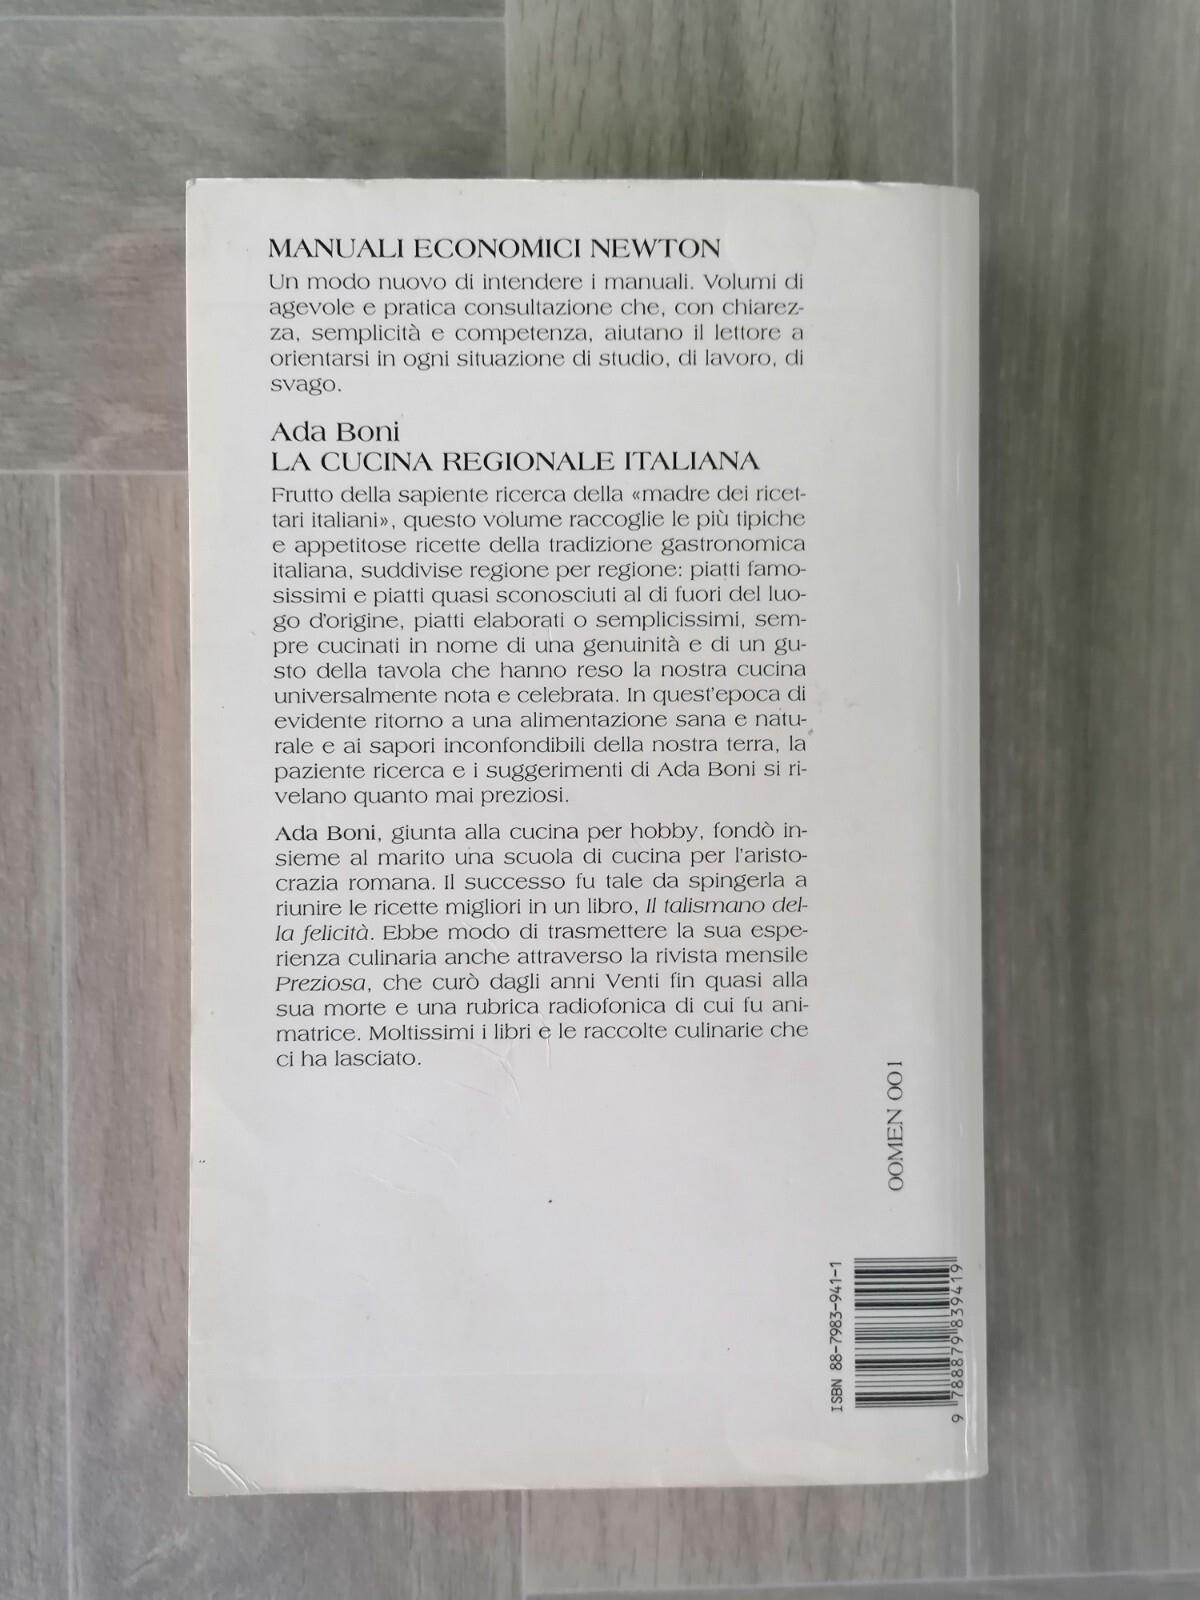 MANUALI ECONOMICI NEWTON
Un modo nuovo di intendere i manuali. Volumi di
agevole e pratica consultazione che, con chiarez-
za, semplicità e competenza, aiutano il lettore a
orientarsi in ogni situazione di studio, di lavoro, di
svago.
Ada Boni
LA CUCINA REGIONALE ITALIANA
Frutto della sapiente ricerca della «madre dei ricet-
tari italiani», questo volume raccoglie le più tipiche
e appetitose ricette della tradizione gastronomica
italiana, suddivise regione per regione: piatti famo-
sissimi e piatti quasi sconosciuti al di fuori del luo-
go d'origine, piatti elaborati o semplicissimi, sem-
pre cucinati in nome di una genuinità e di un gu-
sto della tavola che hanno reso la nostra cucina
universalmente nota e celebrata. In quest'epoca di
evidente ritorno a una alimentazione sana e natu-
rale e ai sapori inconfondibili della nostra terra, la
paziente ricerca e i suggerimenti di Ada Boni si ri-
velano quanto mai preziosi.
Ada Boni, giunta alla cucina per hobby, fondò in-
sieme al marito una scuola di cucina per l'aristo-
crazia romana. Il successo fu tale da spingerla a
riunire le ricette migliori in un libro, Il talismano del-
la felicità. Ebbe modo di trasmettere la sua espe-
rienza culinaria anche attraverso la rivista mensile
Preziosa, che curò dagli anni Venti fin quasi alla
sua morte e una rubrica radiofonica di cui fu ani-
matrice. Moltissimi i libri e le raccolte culinarie che
ci ha lasciato.
OOMEN 001
ISBN 88-7983-941-1
9 788879 839419